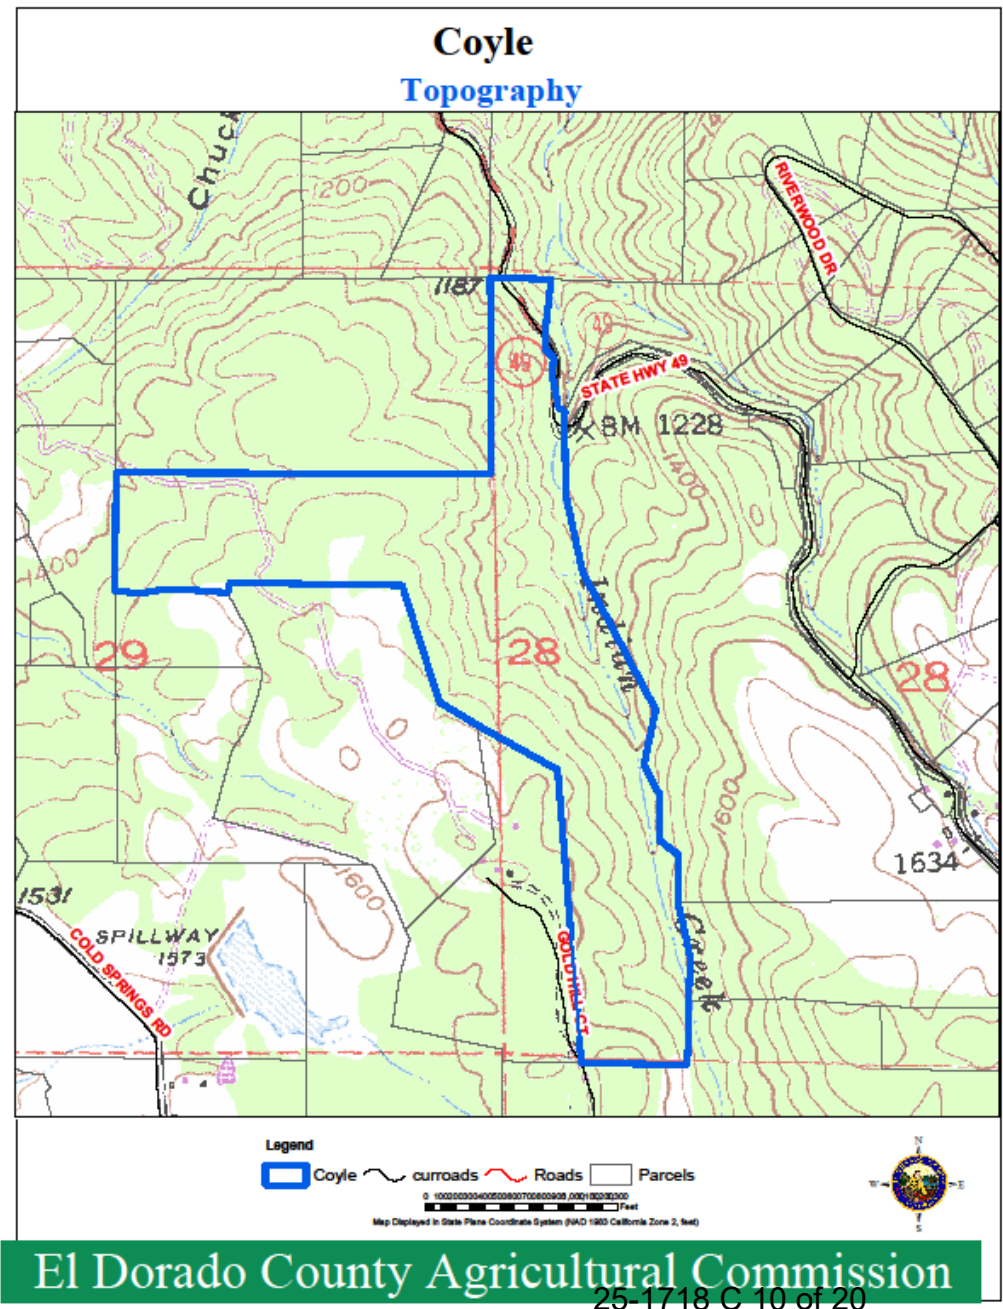 Coyle
Topography
Chuck
1200
RIVERWOOD DR
1187
49
49
STATE HWY 49
BM 1228
1400
1400
Indian
29
28
28
1600
1634
1600
1531
SPILLWAY
1573
COLD SPRINGS RD
GOLD HILL CT
Creek
Legend
Coyle curroads Roads Parcels
Feet
Map Displayed in State Plane Coordinate System (NAD 1983 California Zone 2, feet)
N
W E
S
El Dorado County Agricultural Commission
25-1718 C 10 of 20